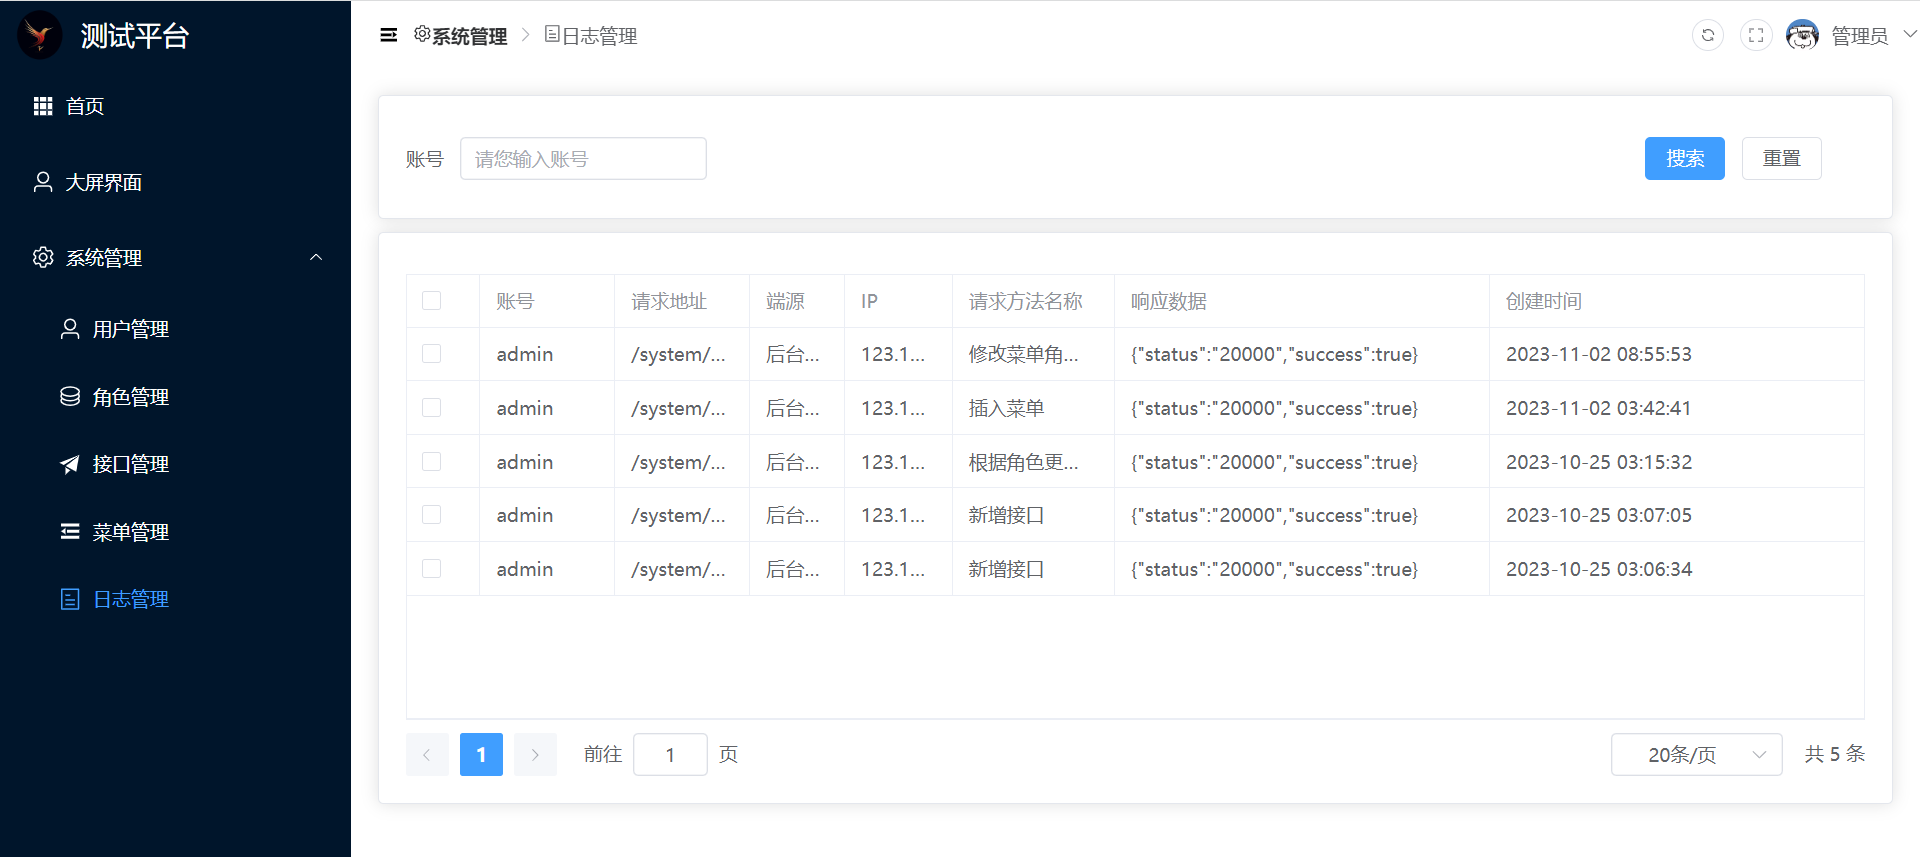 测试平台
首页
大屏界面
系统管理
用户管理
角色管理
接口管理
菜单管理
日志管理
系统管理 > 日志管理
管理员
账号 请您输入账号 搜索 重置
账号 请求地址 端源 IP 请求方法名称 响应数据 创建时间
admin /system/... 后台... 123.1... 修改菜单角... {"status":"20000","success":true} 2023-11-02 08:55:53
admin /system/... 后台... 123.1... 插入菜单 {"status":"20000","success":true} 2023-11-02 03:42:41
admin /system/... 后台... 123.1... 根据角色更... {"status":"20000","success":true} 2023-10-25 03:15:32
admin /system/... 后台... 123.1... 新增接口 {"status":"20000","success":true} 2023-10-25 03:07:05
admin /system/... 后台... 123.1... 新增接口 {"status":"20000","success":true} 2023-10-25 03:06:34
1 前往 1 页 20条/页 共 5 条